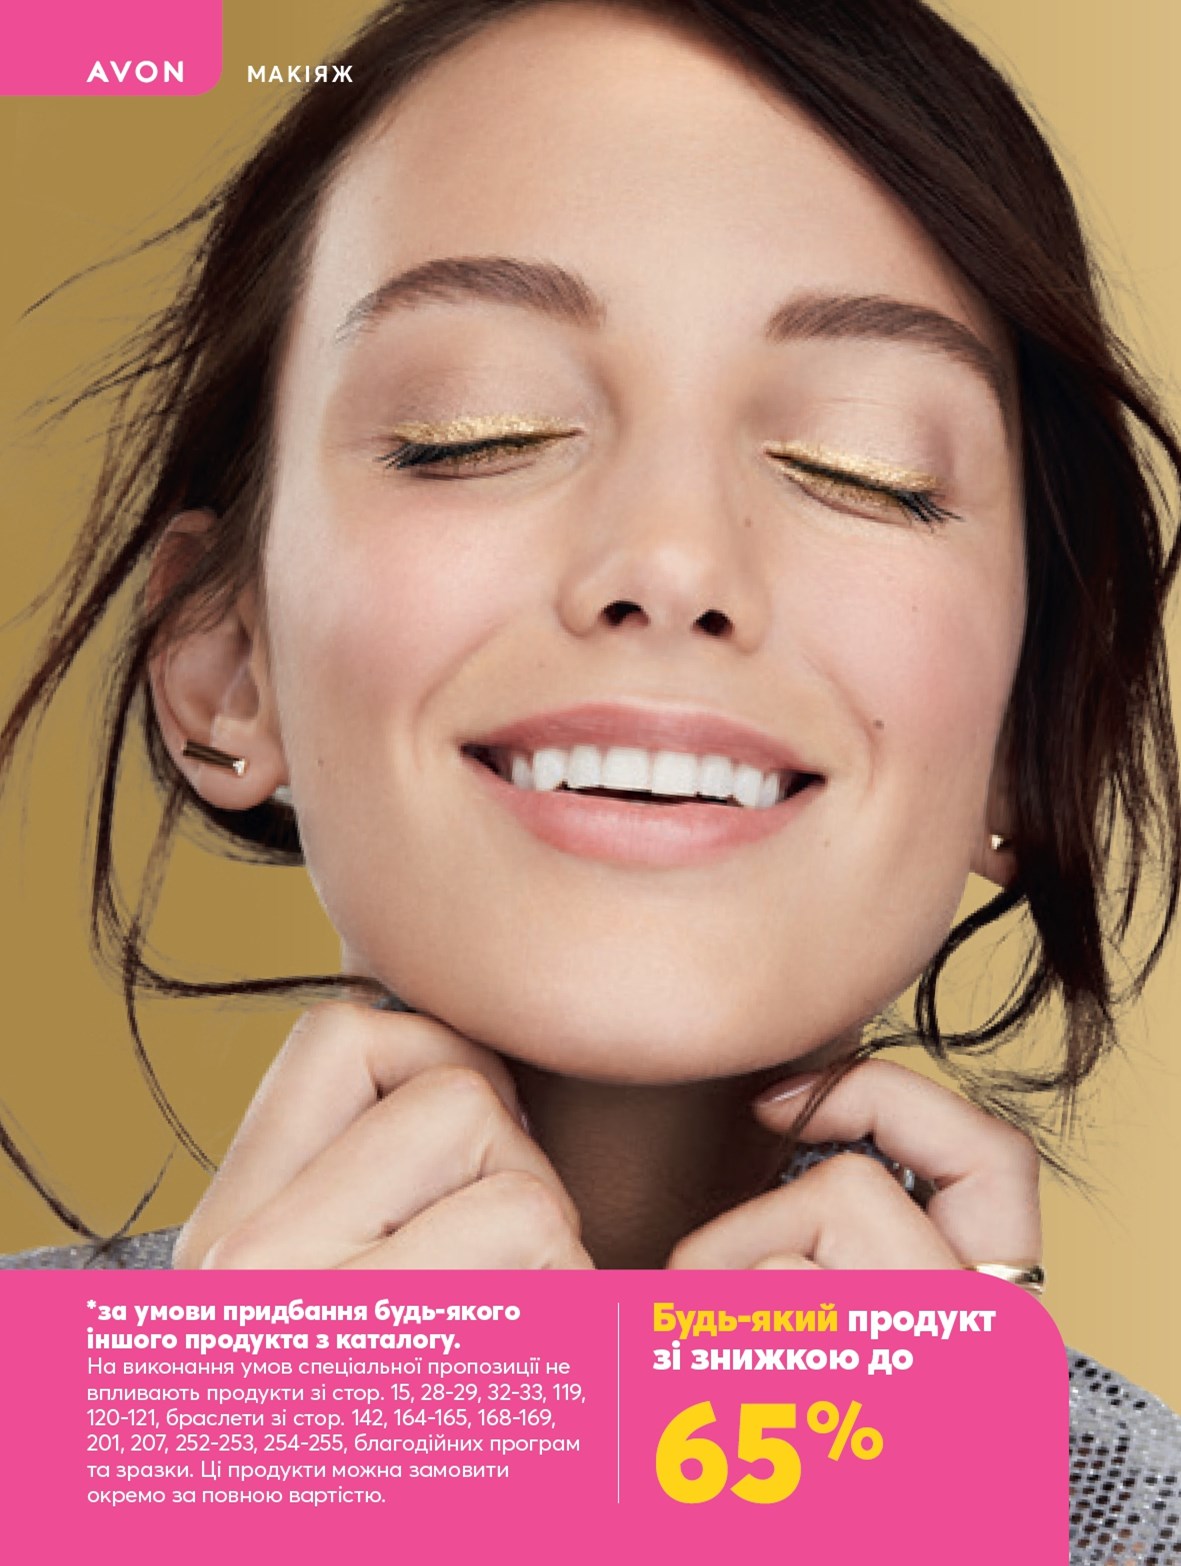 AVON
МАКІЯЖ
*за умови придбання будь-якого
іншого продукта з каталогу.
На виконання умов спеціальної пропозиції не
впливають продукти зі стор. 15, 28-29, 32-33, 119,
120-121, браслети зі стор. 142, 164-165, 168-169,
201, 207, 252-253, 254-255, благодійних програм
та зразки. Ці продукти можна замовити
окремо за повною вартістю.
Будь-який продукт
зі знижкою до
65%